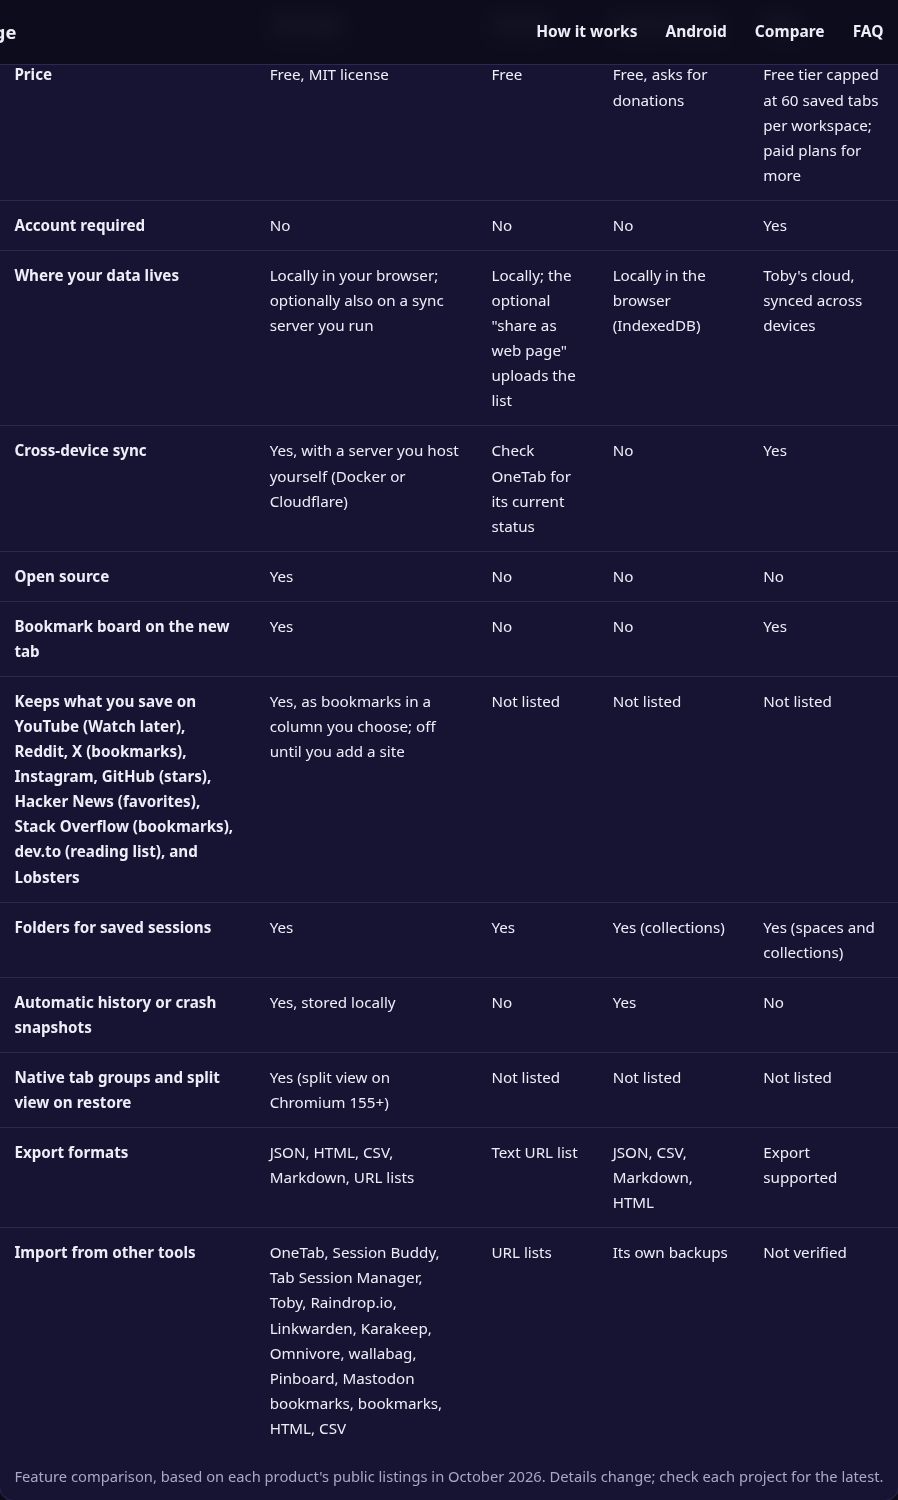 ge How it works Android Compare FAQ
Price Free, MIT license Free Free, asks for Free tier capped
donations at 60 saved tabs
per workspace;
paid plans for
more
Account required No No No Yes
Where your data lives Locally in your browser; Locally; the Locally in the Toby's cloud,
optionally also on a sync optional browser synced across
server you run "share as (IndexedDB) devices
web page"
uploads the
list
Cross-device sync Yes, with a server you host Check No Yes
yourself (Docker or OneTab for
Cloudflare) its current
status
Open source Yes No No No
Bookmark board on the new Yes No No Yes
tab
Keeps what you save on Yes, as bookmarks in a Not listed Not listed Not listed
YouTube (Watch later), column you choose; off
Reddit, X (bookmarks), until you add a site
Instagram, GitHub (stars),
Hacker News (favorites),
Stack Overflow (bookmarks),
dev.to (reading list), and
Lobsters
Folders for saved sessions Yes Yes Yes (collections) Yes (spaces and
collections)
Automatic history or crash Yes, stored locally No Yes No
snapshots
Native tab groups and split Yes (split view on Not listed Not listed Not listed
view on restore Chromium 155+)
Export formats JSON, HTML, CSV, Text URL list JSON, CSV, Export
Markdown, URL lists Markdown, supported
HTML
Import from other tools OneTab, Session Buddy, URL lists Its own backups Not verified
Tab Session Manager,
Toby, Raindrop.io,
Linkwarden, Karakeep,
Omnivore, wallabag,
Pinboard, Mastodon
bookmarks, bookmarks,
HTML, CSV
Feature comparison, based on each product's public listings in October 2026. Details change; check each project for the latest.